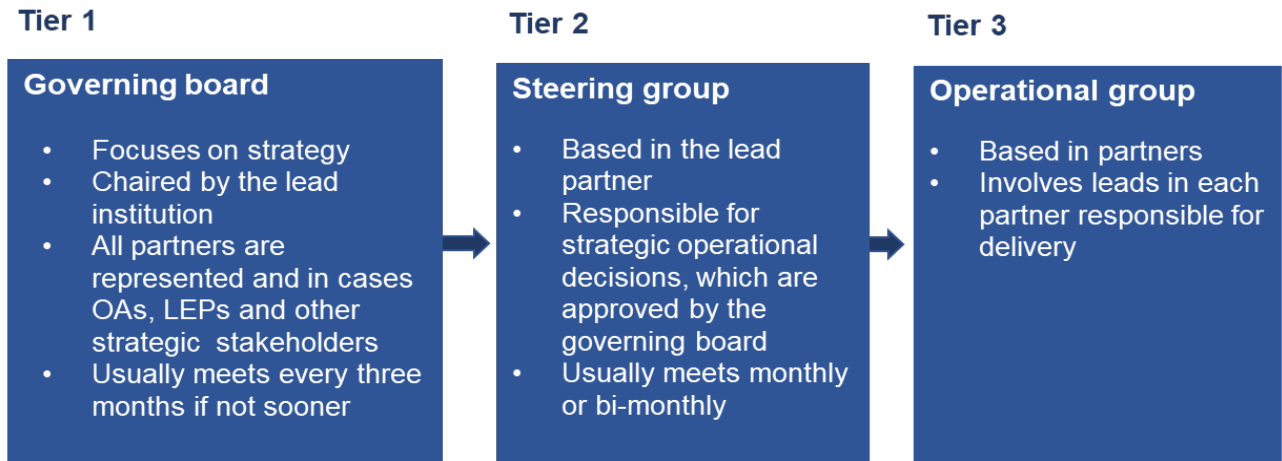 Tier 1
Governing board
• Focuses on strategy
• Chaired by the lead
institution
• All partners are
represented and in cases
OAs, LEPs and other
strategic stakeholders
• Usually meets every three
months if not sooner
Tier 2
Steering group
• Based in the lead
partner
• Responsible for
strategic operational
decisions, which are
approved by the
governing board
• Usually meets monthly
or bi-monthly
Tier 3
Operational group
• Based in partners
• Involves leads in each
partner responsible for
delivery